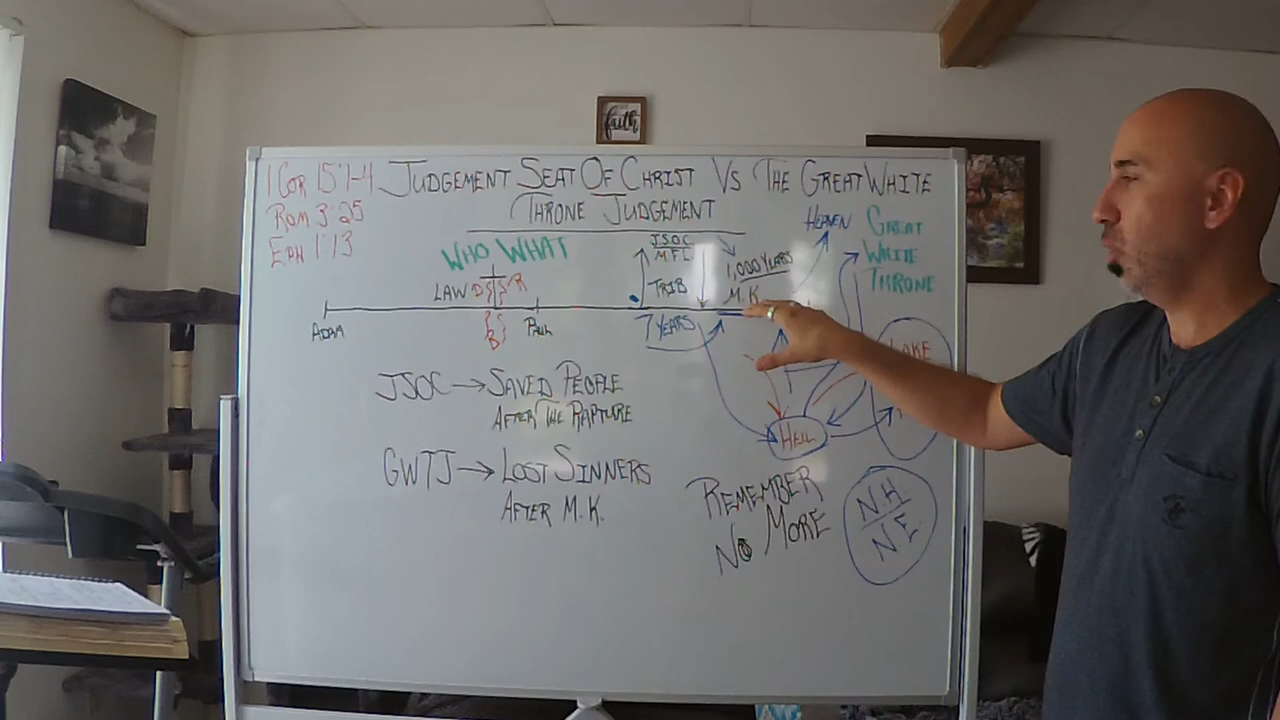 faith
1 COR 15:1-4
ROM 3:25
EPH 1:13
JUDGEMENT SEAT OF CHRIST VS THE GREAT WHITE
THRONE JUDGEMENT
WHO WHAT
LAW D B R
ADAM
PAUL
JSOC
M.F.L
TRIB
7 YEARS
1,000 YEARS
M.K.
HEAVEN
GREAT
WHITE
THRONE
LAKE
HELL
JSOC → SAVED PEOPLE
AFTER THE RAPTURE
GWTJ → LOST SINNERS
AFTER M.K.
REMEMBER
NO MORE
N H
N E